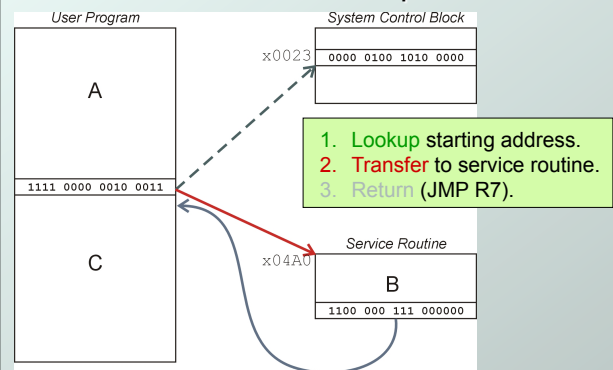 User Program
System Control Block
x0023
0000 0100 1010 0000
A
1. Lookup starting address.
2. Transfer to service routine.
3. Return (JMP R7).
1111 0000 0010 0011
C
Service Routine
x04A0
B
1100 000 111 000000